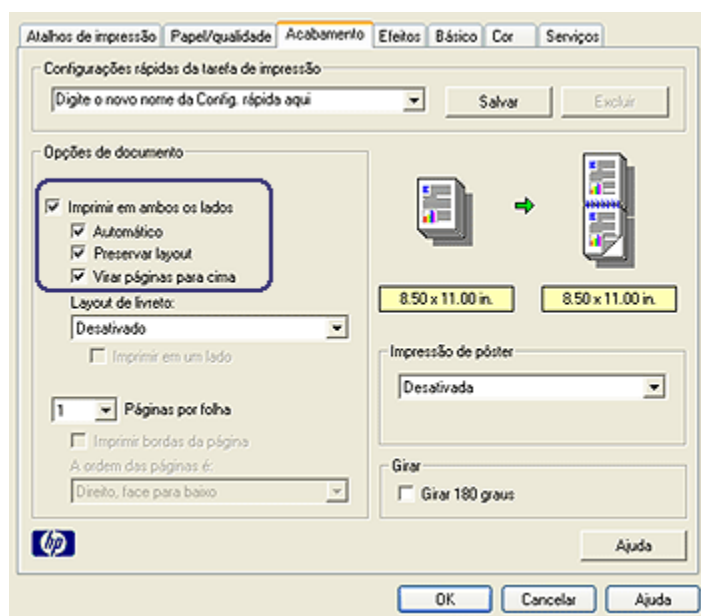 Atalhos de impressão Papel/qualidade Acabamento Efeitos Básico Cor Serviços
Configurações rápidas da tarefa de impressão
Digite o novo nome da Config. rápida aqui Salvar Excluir
Opções de documento
Imprimir em ambos os lados
Automático
Preservar layout
Virar páginas para cima
8.50 x 11.00 in. 8.50 x 11.00 in.
Layout de livreto:
Desativado
Imprimir em um lado
Impressão de pôster
Desativada
1 Páginas por folha
Imprimir bordas da página
A ordem das páginas é:
Direito, face para baixo
Girar
Girar 180 graus
hp
Ajuda
OK Cancelar Ajuda